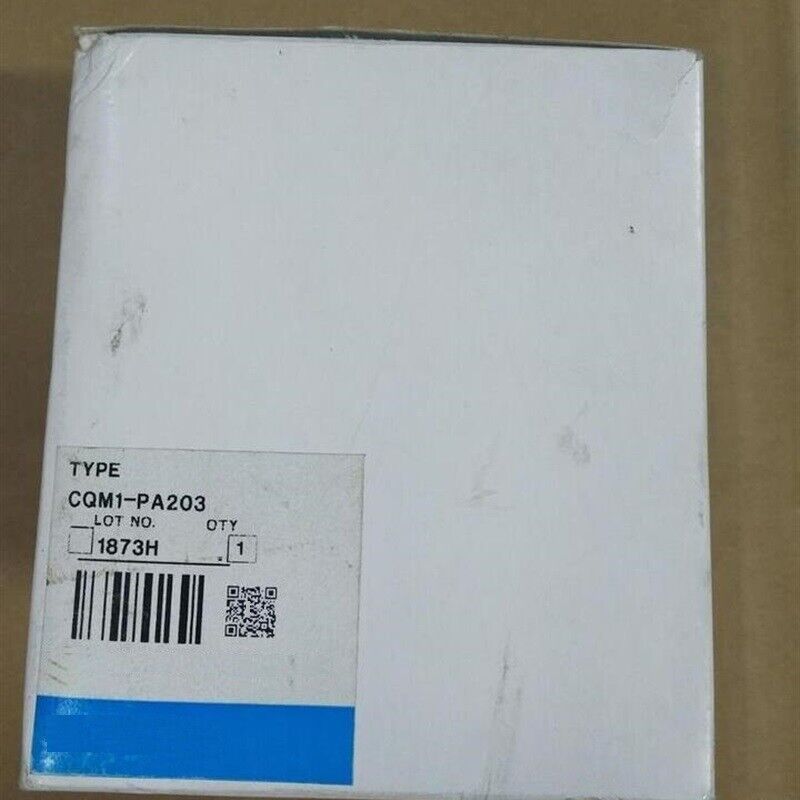 TYPE
CQM1-PA203
LOT NO. QTY
1873H 1